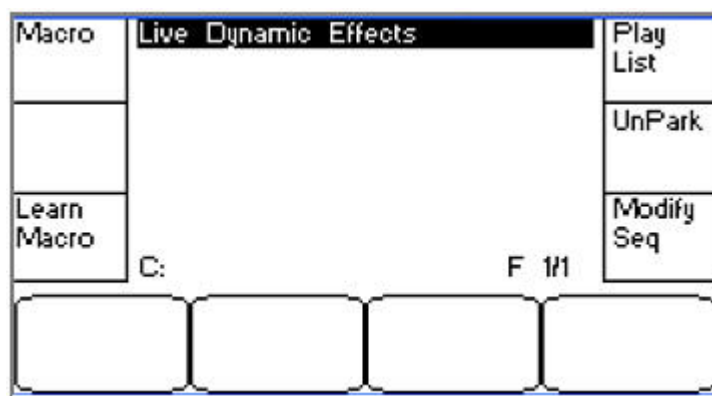 Macro
Live Dynamic Effects
Play
List
UnPark
Learn
Macro
Modify
Seq
C:
F 1/1